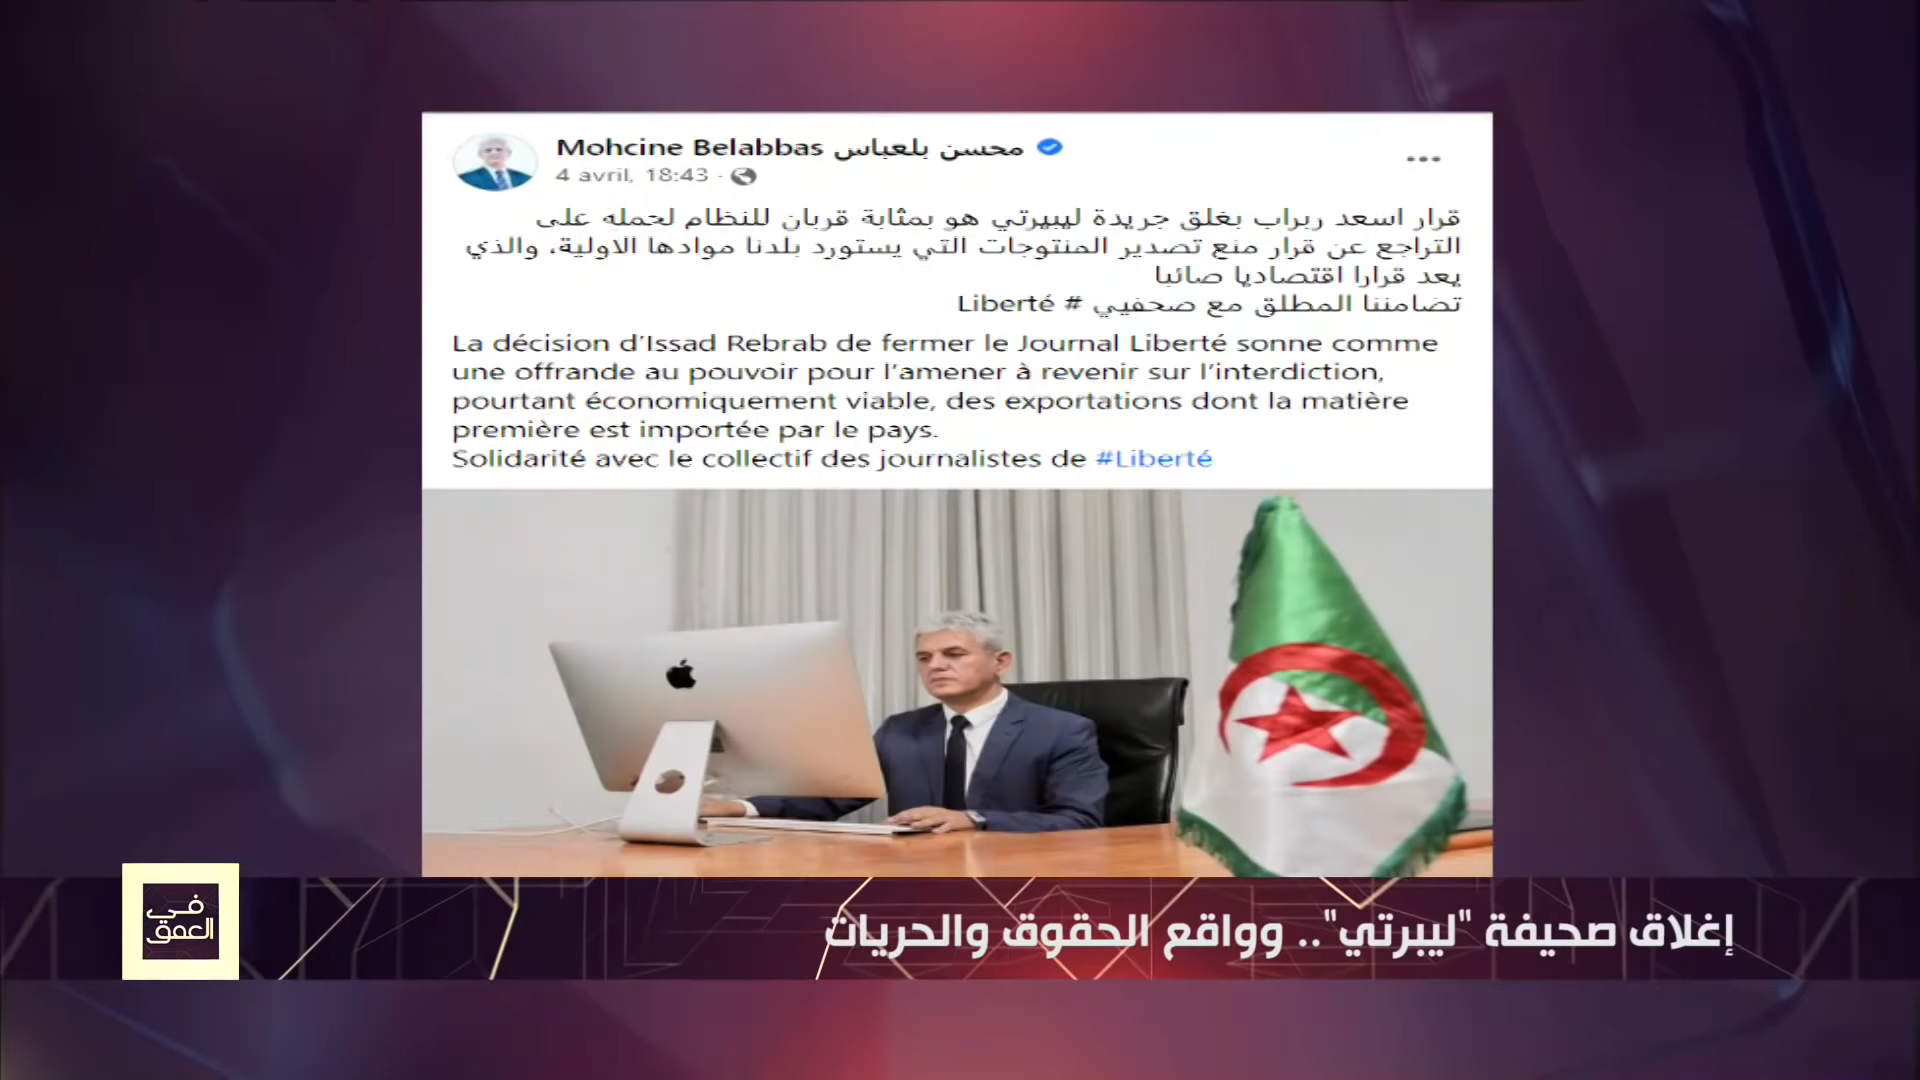 Mohcine Belabbas محسن بلعباس
4 avril, 18:43 ·
قرار اسعد ربراب بغلق جريدة ليبيرتي هو بمثابة قربان للنظام لحمله على
التراجع عن قرار منع تصدير المنتوجات التي يستورد بلدنا موادها الاولية، والذي
يعد قرارا اقتصاديا صائبا
تضامننا المطلق مع صحفيي # Liberté
La décision d'Issad Rebrab de fermer le Journal Liberté sonne comme
une offrande au pouvoir pour l'amener à revenir sur l'interdiction,
pourtant économiquement viable, des exportations dont la matière
première est importée par le pays.
Solidarité avec le collectif des journalistes de #Liberté
إغلاق صحيفة "ليبرتي" .. وواقع الحقوق والحريات
في
العمق